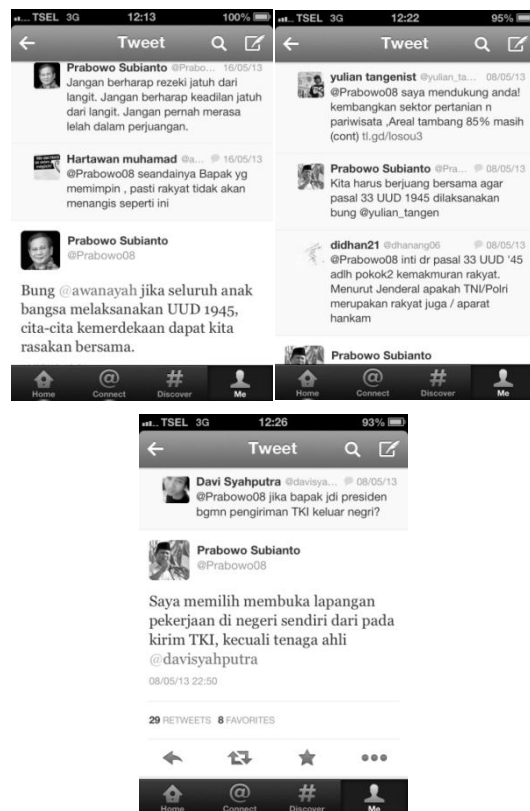 TSEL 3G 12:13 100%
Tweet
Prabowo Subianto @Prabo... 16/05/13
Jangan berharap rezeki jatuh dari
langit. Jangan berharap keadilan jatuh
dari langit. Jangan pernah merasa
lelah dalam perjuangan.
Hartawan muhamad @a... 16/05/13
@Prabowo08 seandainya Bapak yg
memimpin , pasti rakyat tidak akan
menangis seperti ini
Prabowo Subianto
@Prabowo08
Bung @awanayah jika seluruh anak
bangsa melaksanakan UUD 1945,
cita-cita kemerdekaan dapat kita
rasakan bersama.
Home Connect Discover Me
TSEL 3G 12:22 95%
Tweet
yulian tangenist @yulian_ta... 08/05/13
@Prabowo08 saya mendukung anda!
kembangkan sektor pertanian n
pariwisata ,Areal tambang 85% masih
(cont) tl.gd/losou3
Prabowo Subianto @Pra... 08/05/13
Kita harus berjuang bersama agar
pasal 33 UUD 1945 dilaksanakan
bung @yulian_tangen
didhan21 @dhanang06 08/05/13
@Prabowo08 inti dr pasal 33 UUD '45
adlh pokok2 kemakmuran rakyat.
Menurut Jenderal apakah TNI/Polri
merupakan rakyat juga / aparat
hankam
Prabowo Subianto
Home Connect Discover Me
TSEL 3G 12:26 93%
Tweet
Davi Syahputra @davisya... 08/05/13
@Prabowo08 jika bapak jdi presiden
bgmn pengiriman TKI keluar negri?
Prabowo Subianto
@Prabowo08
Saya memilih membuka lapangan
pekerjaan di negeri sendiri dari pada
kirim TKI, kecuali tenaga ahli
@davisyahputra
08/05/13 22:50
29 RETWEETS 8 FAVORITES
Home Connect Discover Me